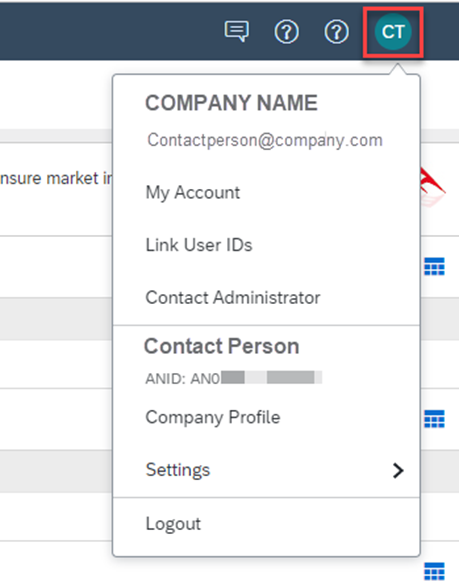 CT
COMPANY NAME
Contactperson@company.com
nsure market in
My Account
Link User IDs
Contact Administrator
Contact Person
ANID: AN0
Company Profile
Settings
Logout